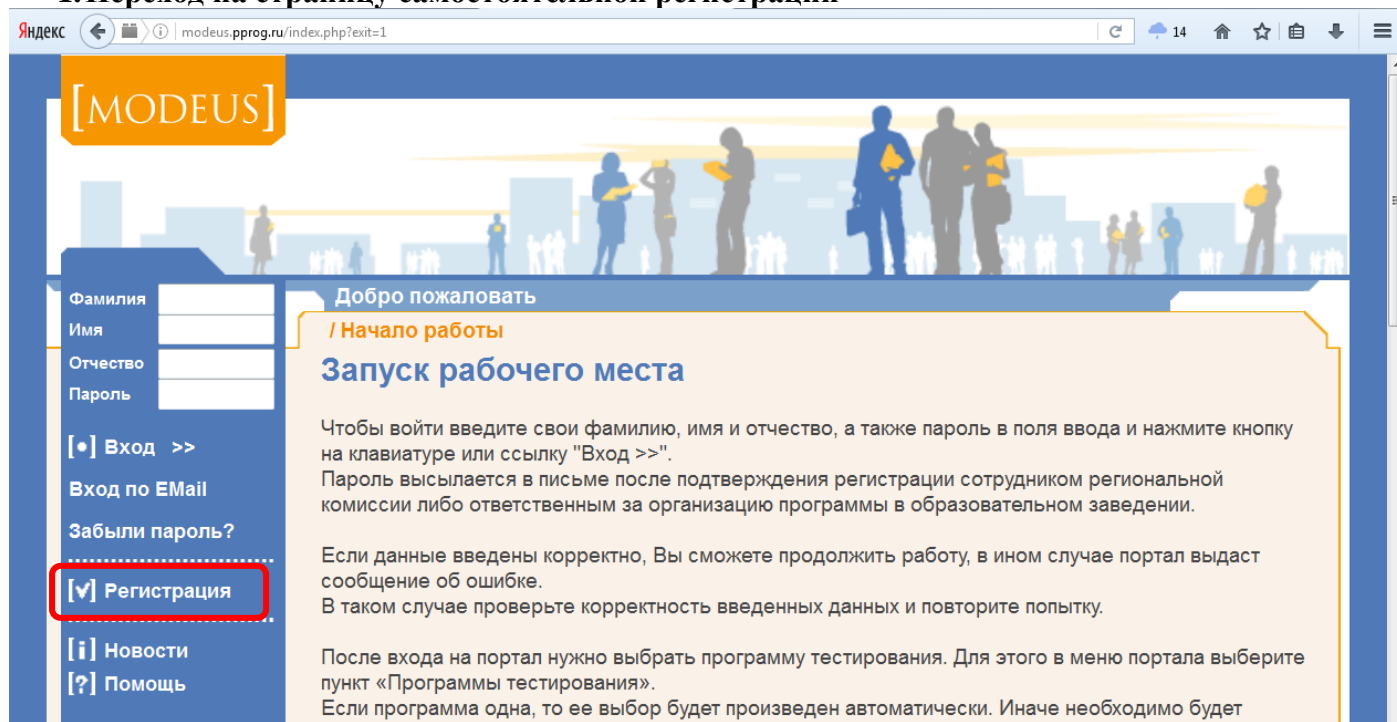 1.Переход на страницу самостоятельной регистрации
Яндекс
modeus.pprog.ru/index.php?exit=1
14
[MODEUS]
Фамилия
Имя
Отчество
Пароль
[•] Вход >>
Вход по EMail
Забыли пароль?
[v] Регистрация
[i] Новости
[?] Помощь
Добро пожаловать
/ Начало работы
Запуск рабочего места
Чтобы войти введите свои фамилию, имя и отчество, а также пароль в поля ввода и нажмите кнопку
на клавиатуре или ссылку "Вход >>".
Пароль высылается в письме после подтверждения регистрации сотрудником региональной
комиссии либо ответственным за организацию программы в образовательном заведении.
Если данные введены корректно, Вы сможете продолжить работу, в ином случае портал выдаст
сообщение об ошибке.
В таком случае проверьте корректность введенных данных и повторите попытку.
После входа на портал нужно выбрать программу тестирования. Для этого в меню портала выберите
пункт «Программы тестирования».
Если программа одна, то ее выбор будет произведен автоматически. Иначе необходимо будет